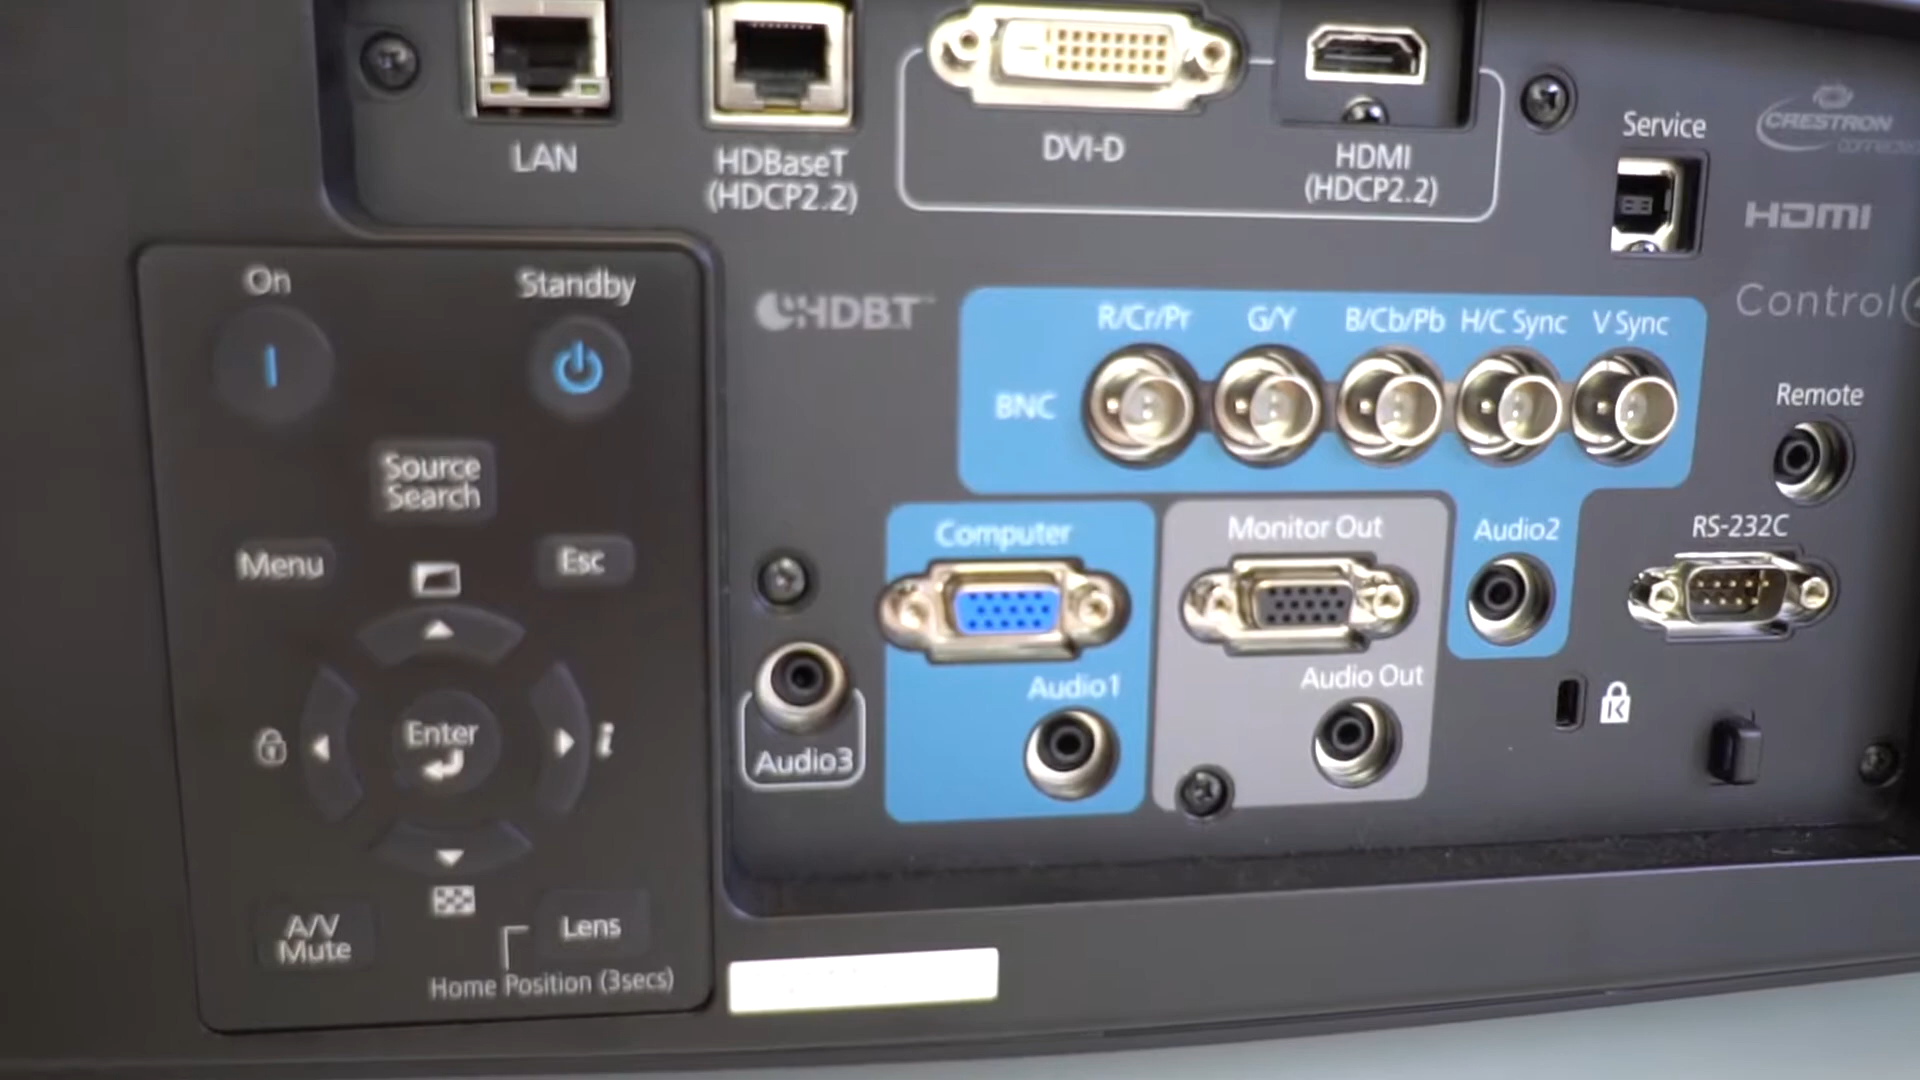 LAN
HDBaseT
(HDCP2.2)
DVI-D
HDMI
(HDCP2.2)
Service
CRESTRON
connected
HDMI
Control4
HDBT
On
Standby
Source
Search
Menu
Esc
Enter
i
A/V
Mute
Lens
Home Position (3secs)
R/Cr/Pr
G/Y
B/Cb/Pb
H/C Sync
V Sync
BNC
Remote
Computer
Monitor Out
Audio2
RS-232C
Audio1
Audio Out
Audio3
K